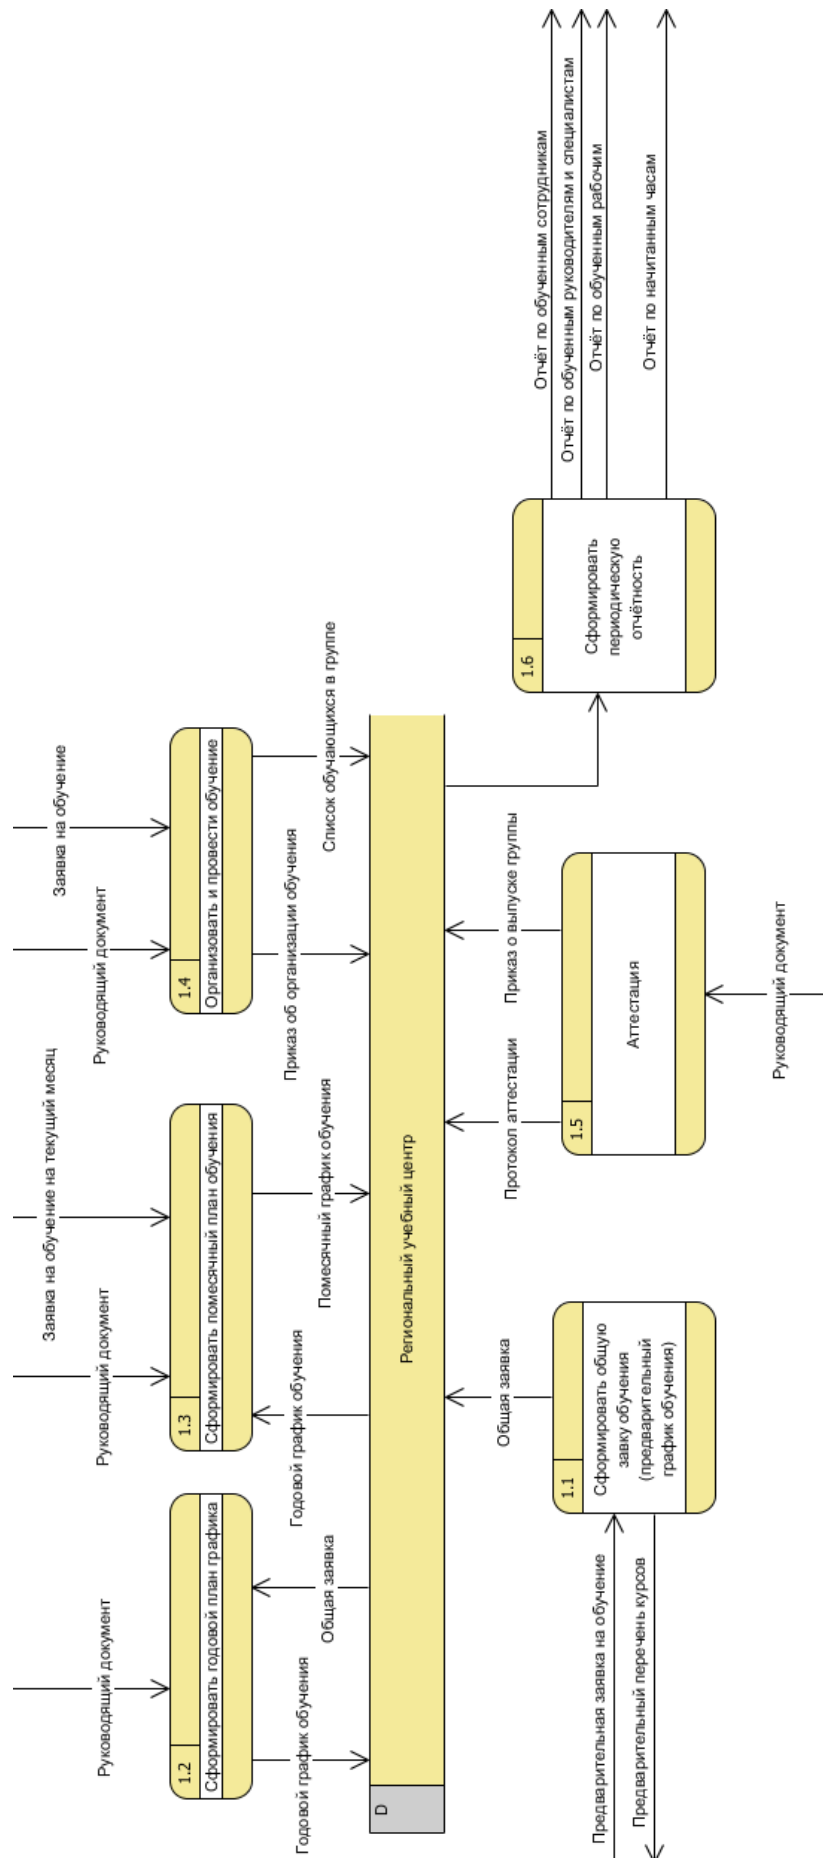 Руководящий документ
1.2
Сформировать годовой план графика
Годовой график обучения
Общая заявка
Руководящий документ
Заявка на обучение на текущий месяц
1.3
Сформировать помесячный план обучения
Годовой график обучения
Помесячный график обучения
Руководящий документ
Заявка на обучение
1.4
Организовать и провести обучение
Приказ об организации обучения
Список обучающихся в группе
D
Региональный учебный центр
Общая заявка
Протокол аттестации
Приказ о выпуске группы
Предварительная заявка на обучение
Предварительный перечень курсов
1.1
Сформировать общую
завку обучения
(предварительный
график обучения)
1.5
Аттестация
Руководящий документ
1.6
Сформировать
периодическую
отчётность
Отчёт по обученным сотрудникам
Отчёт по обученным руководителям и специалистам
Отчёт по обученным рабочим
Отчёт по начитанным часам